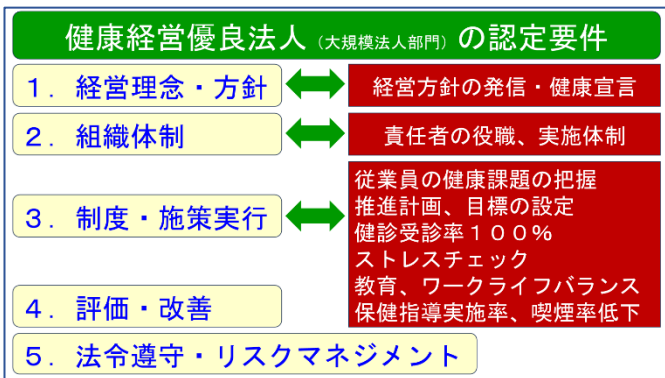 健康経営優良法人（大規模法人部門）の認定要件
１．経営理念・方針
経営方針の発信・健康宣言
２．組織体制
責任者の役職、実施体制
３．制度・施策実行
従業員の健康課題の把握
推進計画、目標の設定
健診受診率１００％
ストレスチェック
教育、ワークライフバランス
保健指導実施率、喫煙率低下
４．評価・改善
５．法令遵守・リスクマネジメント